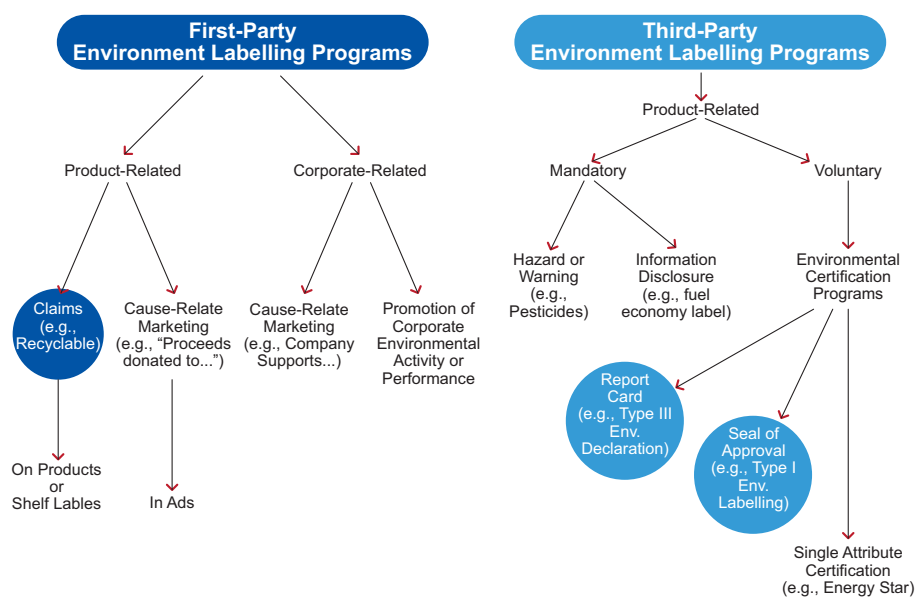 First-Party
Environment Labelling Programs
Product-Related
Corporate-Related
Claims
(e.g.,
Recyclable)
Cause-Relate
Marketing
(e.g., “Proceeds
donated to...”)
Cause-Relate
Marketing
(e.g., Company
Supports...)
Promotion of
Corporate
Environmental
Activity or
Performance
On Products
or
Shelf Lables
In Ads
Third-Party
Environment Labelling Programs
Product-Related
Mandatory
Voluntary
Hazard or
Warning
(e.g.,
Pesticides)
Information
Disclosure
(e.g., fuel
economy label)
Environmental
Certification
Programs
Report
Card
(e.g., Type III
Env.
Declaration)
Seal of
Approval
(e.g., Type I
Env.
Labelling)
Single Attribute
Certification
(e.g., Energy Star)